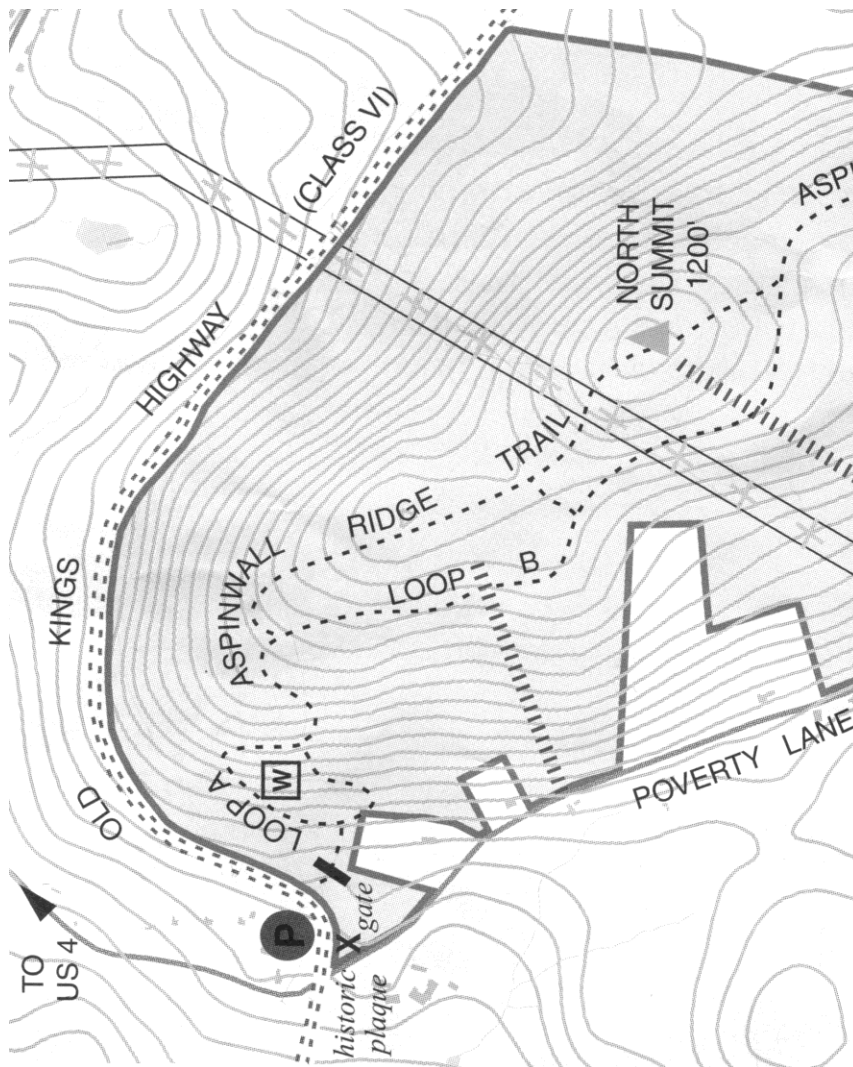 (CLASS VI)
HIGHWAY
KINGS
OLD
TO
US 4
P
historic
plaque
X
gate
LOOP A
W
ASPINWALL
RIDGE
TRAIL
LOOP
B
NORTH
SUMMIT
1200'
ASPI
POVERTY LANE